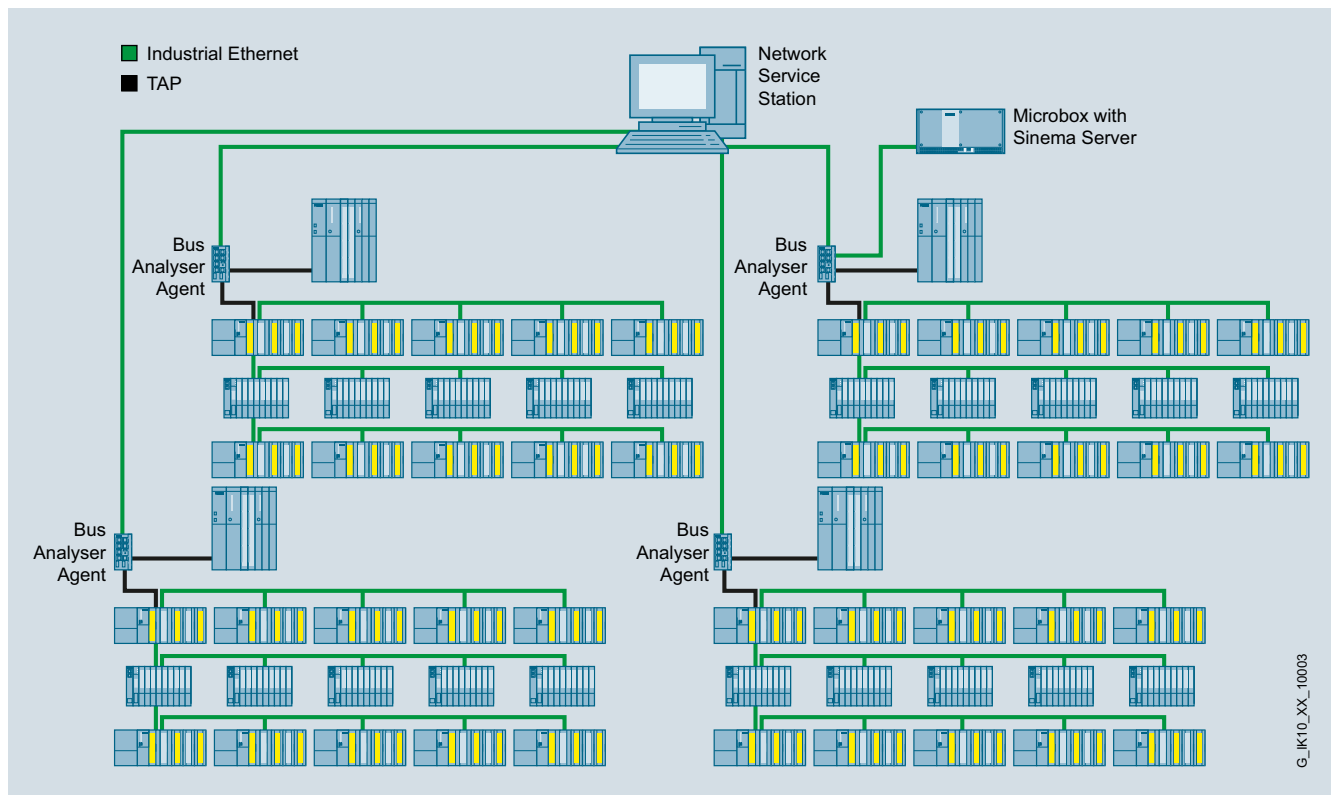 Industrial Ethernet
TAP
Network
Service
Station
Microbox with
Sinema Server
Bus
Analyser
Agent
Bus
Analyser
Agent
Bus
Analyser
Agent
Bus
Analyser
Agent
G_IK10_XX_10003